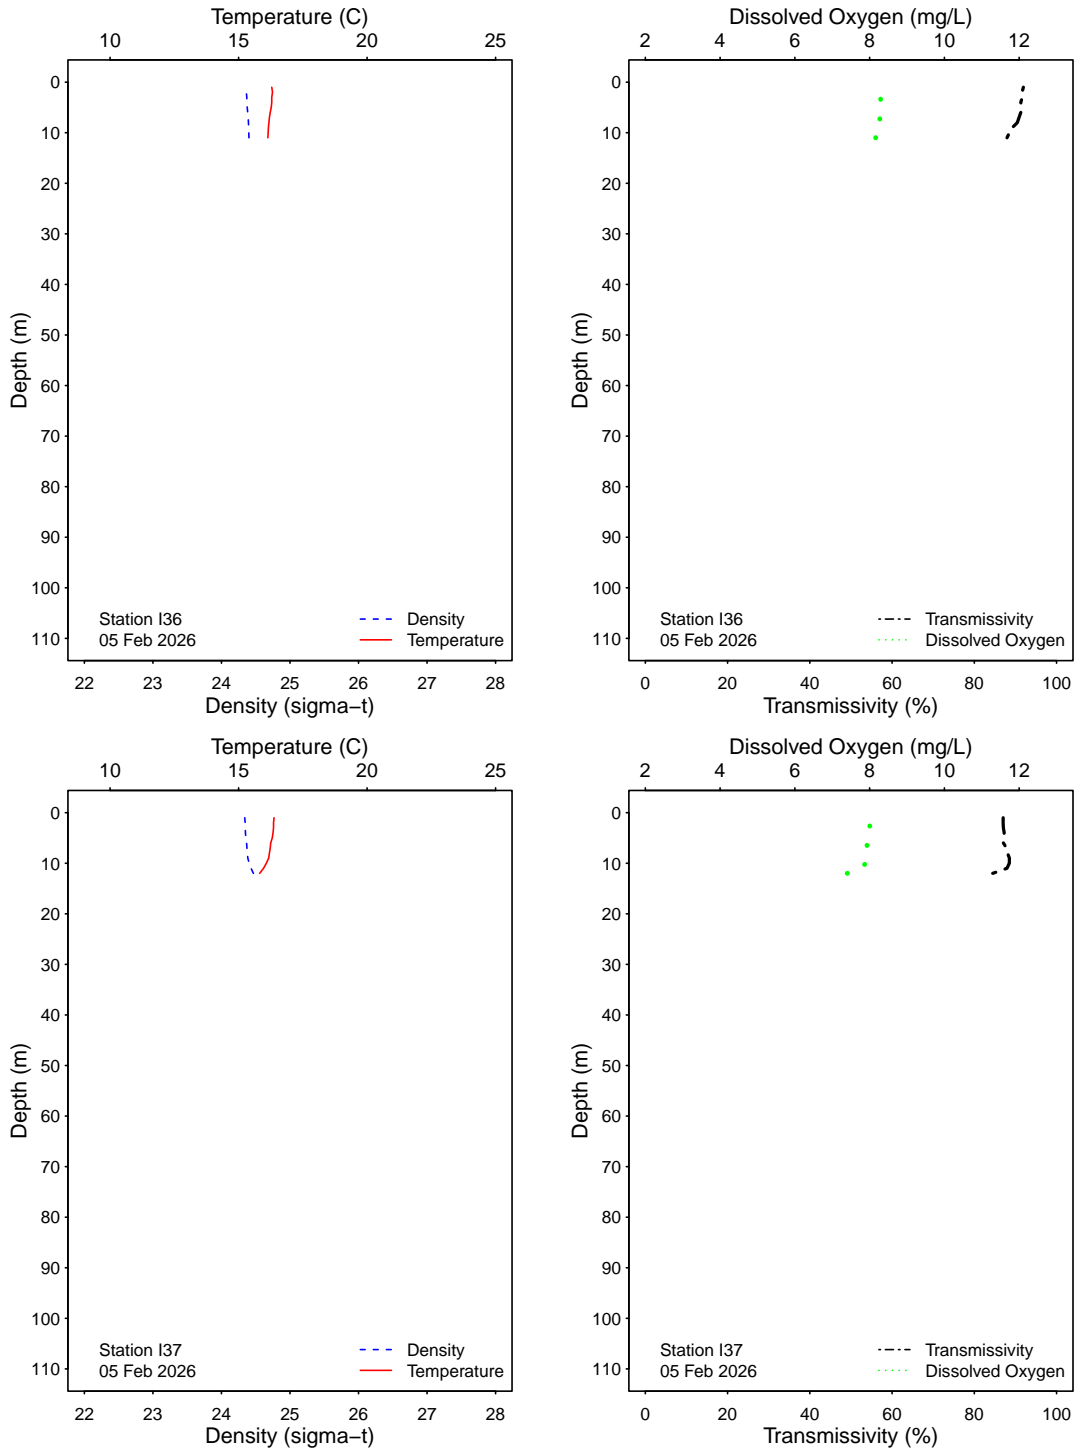 Temperature (C)
10 15 20 25
0
10
20
30
40
50
60
70
80
90
100
110
Depth (m)
Station I36
05 Feb 2026
Density
Temperature
22 23 24 25 26 27 28
Density (sigma−t)
Dissolved Oxygen (mg/L)
2 4 6 8 10 12
0
10
20
30
40
50
60
70
80
90
100
110
Depth (m)
Station I36
05 Feb 2026
Transmissivity
Dissolved Oxygen
0 20 40 60 80 100
Transmissivity (%)
Temperature (C)
10 15 20 25
0
10
20
30
40
50
60
70
80
90
100
110
Depth (m)
Station I37
05 Feb 2026
Density
Temperature
22 23 24 25 26 27 28
Density (sigma−t)
Dissolved Oxygen (mg/L)
2 4 6 8 10 12
0
10
20
30
40
50
60
70
80
90
100
110
Depth (m)
Station I37
05 Feb 2026
Transmissivity
Dissolved Oxygen
0 20 40 60 80 100
Transmissivity (%)